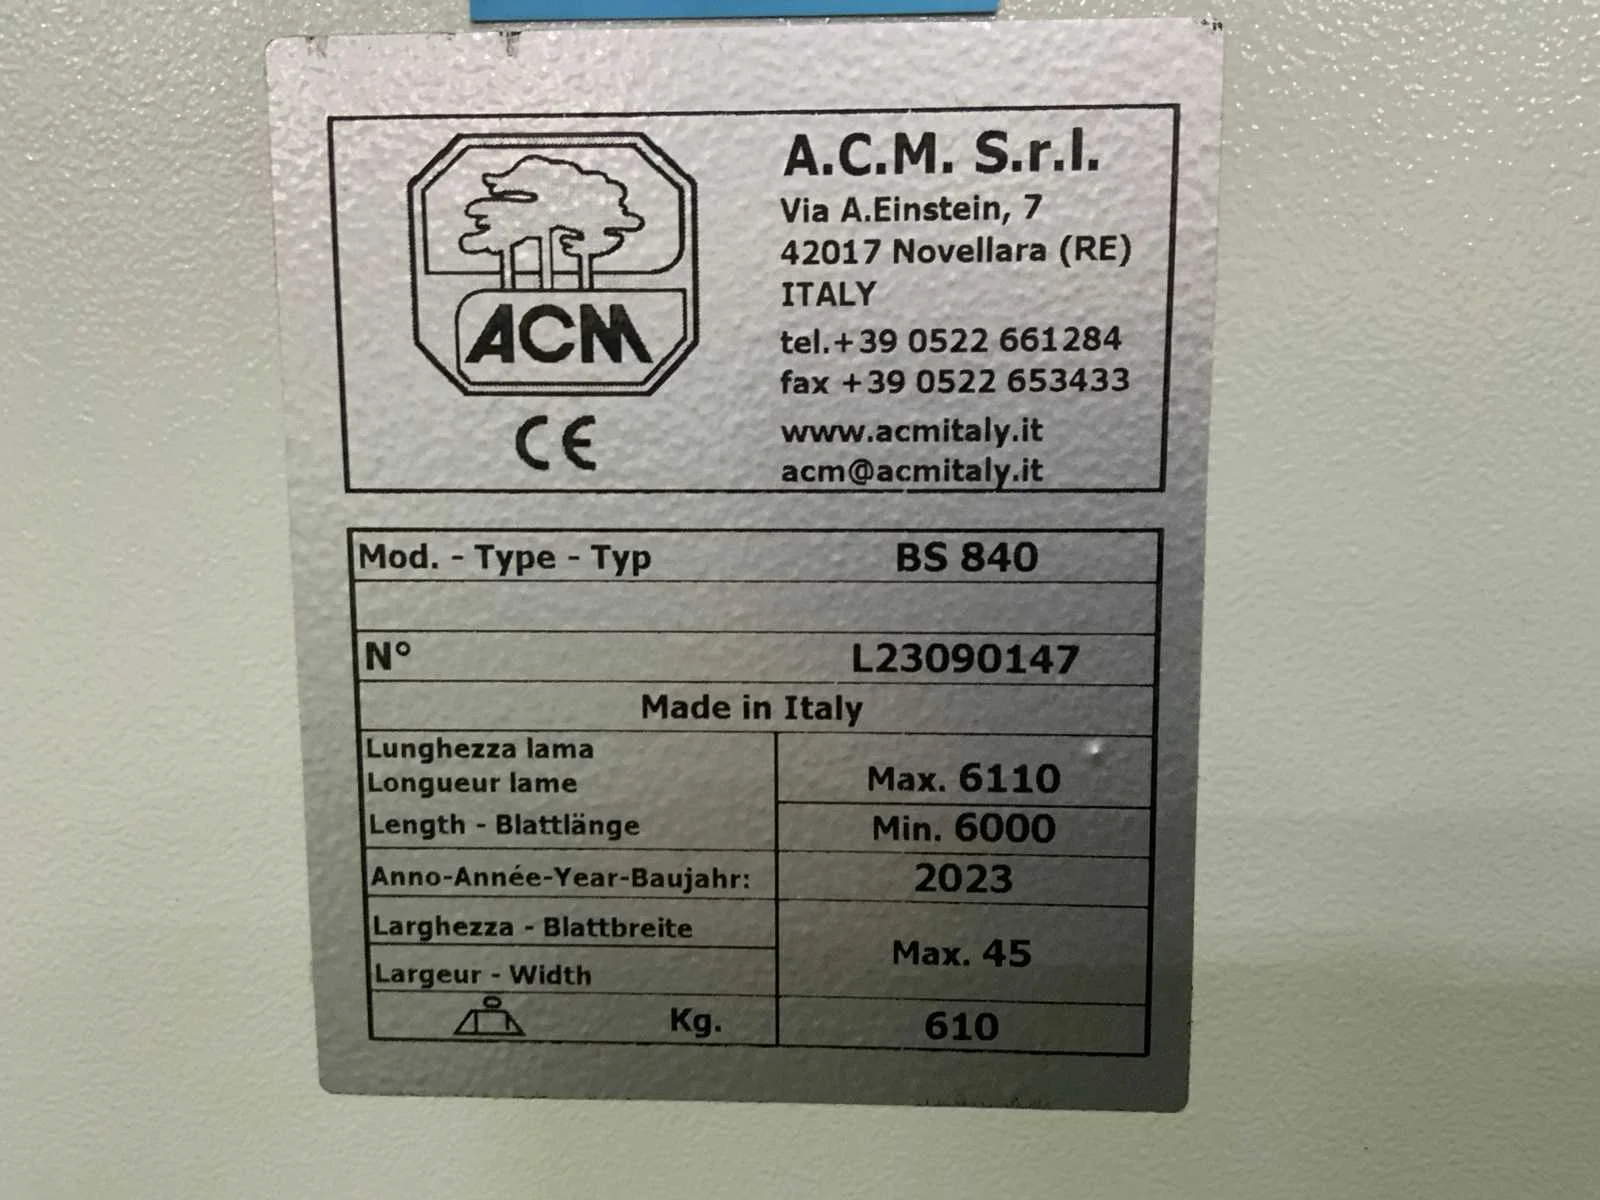 A.C.M. S.r.l.
Via A.Einstein, 7
42017 Novellara (RE)
ITALY
tel.+39 0522 661284
fax +39 0522 653433
www.acmitaly.it
acm@acmitaly.it
ACM
CE
Mod. - Type - Typ BS 840
N° L23090147
Made in Italy
Lunghezza lama
Longueur lame
Max. 6110
Length - Blattlänge
Min. 6000
Anno-Année-Year-Baujahr: 2023
Larghezza - Blattbreite
Largeur - Width
Max. 45
Kg. 610